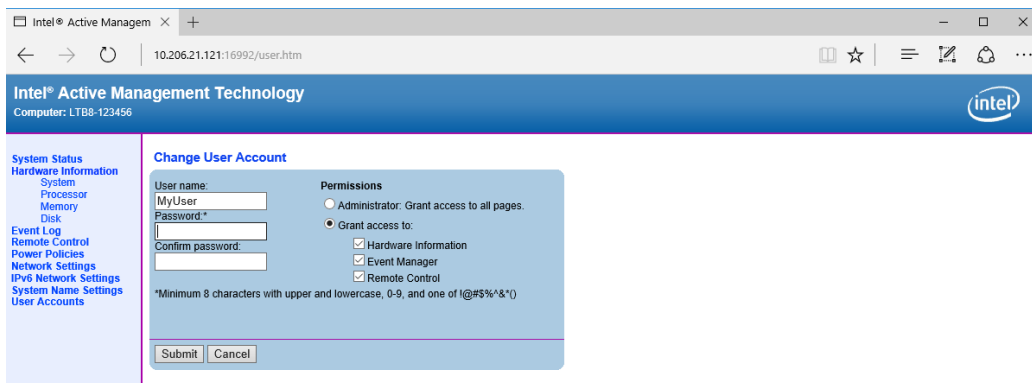 Intel® Active Managem
10.206.21.121:16992/user.htm
Intel® Active Management Technology
Computer: LTB8-123456
intel
System Status
Hardware Information
System
Processor
Memory
Disk
Event Log
Remote Control
Power Policies
Network Settings
IPv6 Network Settings
System Name Settings
User Accounts
Change User Account
User name:
MyUser
Password:*
Confirm password:
Permissions
Administrator: Grant access to all pages.
Grant access to:
Hardware Information
Event Manager
Remote Control
*Minimum 8 characters with upper and lowercase, 0-9, and one of !@#$%^&*()
Submit
Cancel